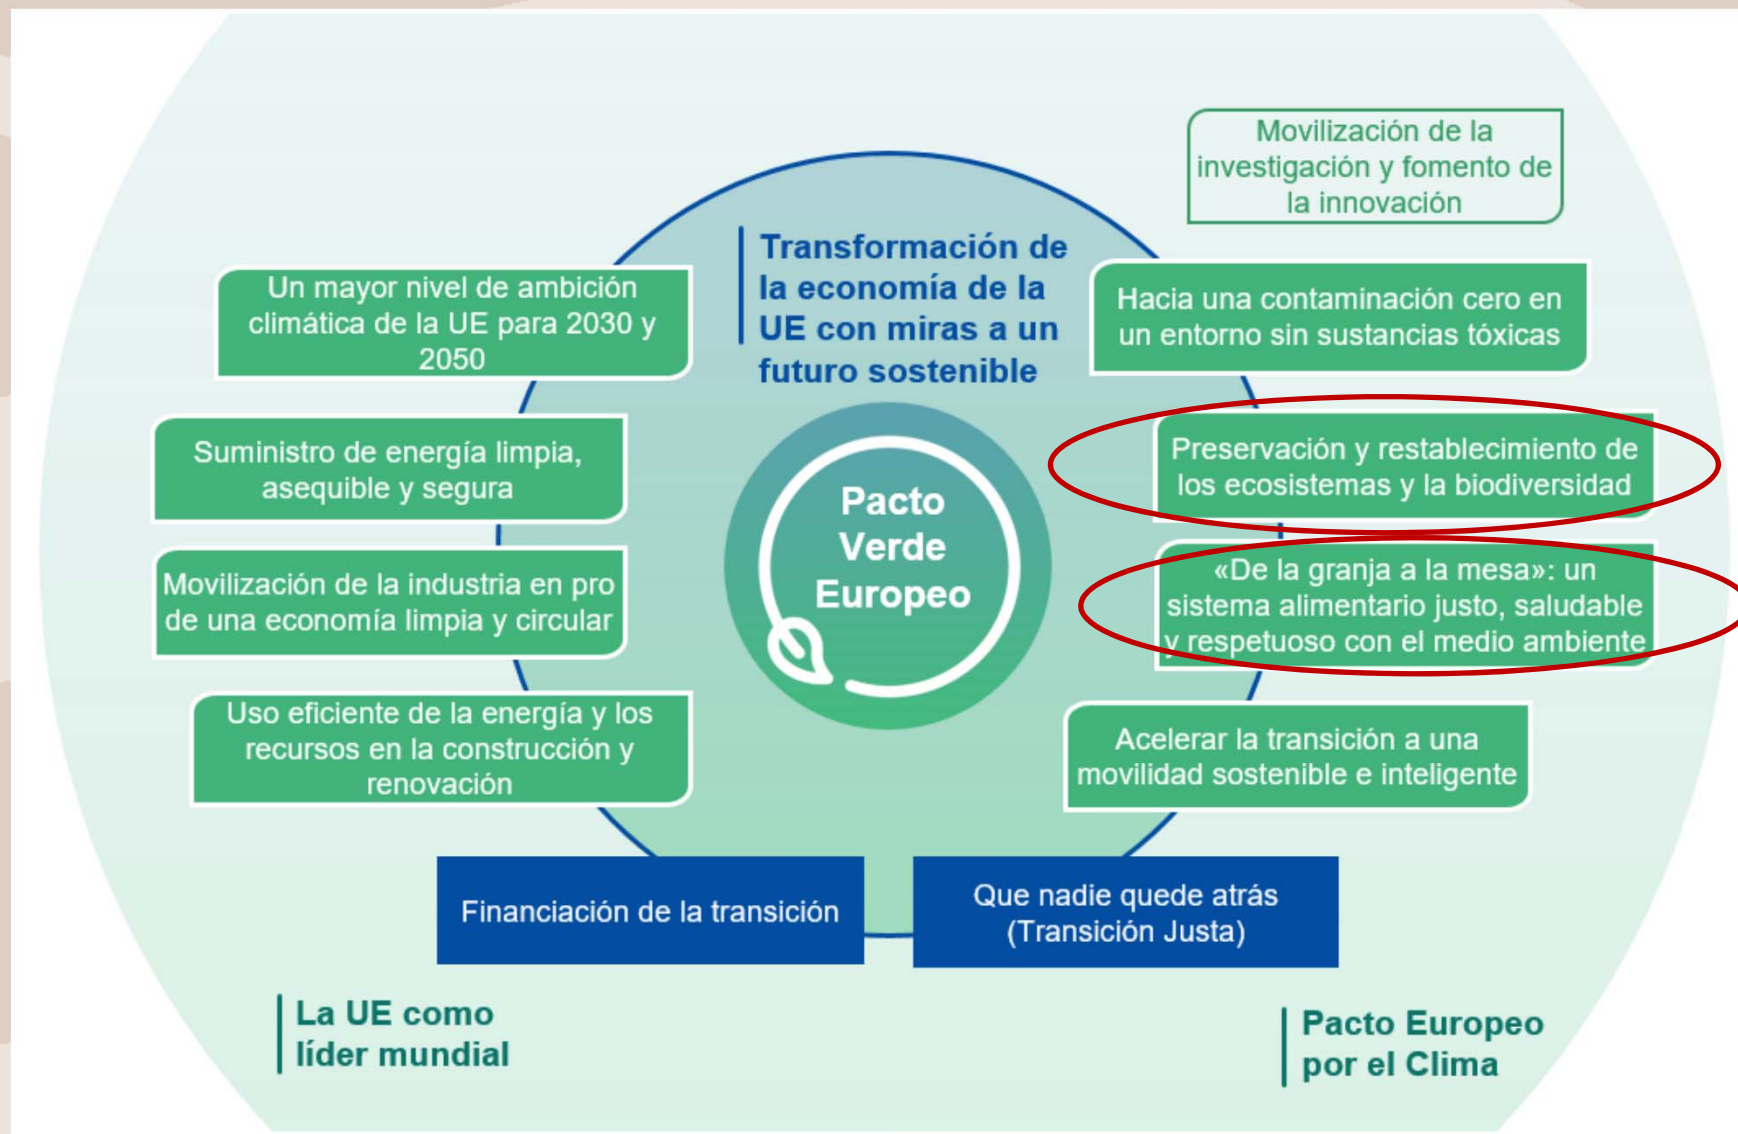 Movilización de la
investigación y fomento de
la innovación
Transformación de
la economía de la
UE con miras a un
futuro sostenible
Un mayor nivel de ambición
climática de la UE para 2030 y
2050
Hacia una contaminación cero en
un entorno sin sustancias tóxicas
Suministro de energía limpia,
asequible y segura
Preservación y restablecimiento de
los ecosistemas y la biodiversidad
Pacto
Verde
Europeo
Movilización de la industria en pro
de una economía limpia y circular
«De la granja a la mesa»: un
sistema alimentario justo, saludable
y respetuoso con el medio ambiente
Uso eficiente de la energía y los
recursos en la construcción y
renovación
Acelerar la transición a una
movilidad sostenible e inteligente
Financiación de la transición
Que nadie quede atrás
(Transición Justa)
La UE como
líder mundial
Pacto Europeo
por el Clima